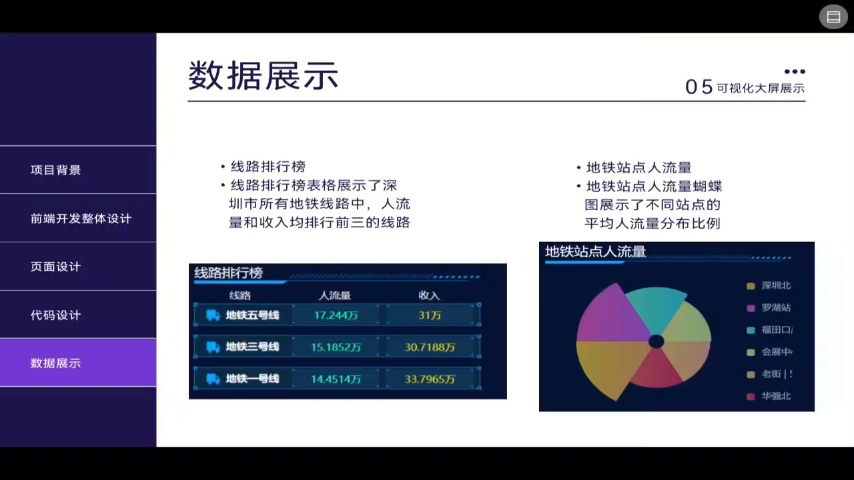 数据展示
05可视化大屏展示
项目背景
前端开发整体设计
页面设计
代码设计
数据展示
• 线路排行榜
• 线路排行榜表格展示了深
圳市所有地铁线路中，人流
量和收入均排行前三的线路
• 地铁站点人流量
• 地铁站点人流量蝴蝶
图展示了不同站点的
平均人流量分布比例
线路排行榜
线路 人流量 收入
地铁五号线 17.244万 31万
地铁三号线 15.1852万 30.7188万
地铁一号线 14.4514万 33.7965万
地铁站点人流量
深圳北
罗湖站
福田口
会展中
老街 |
华强北